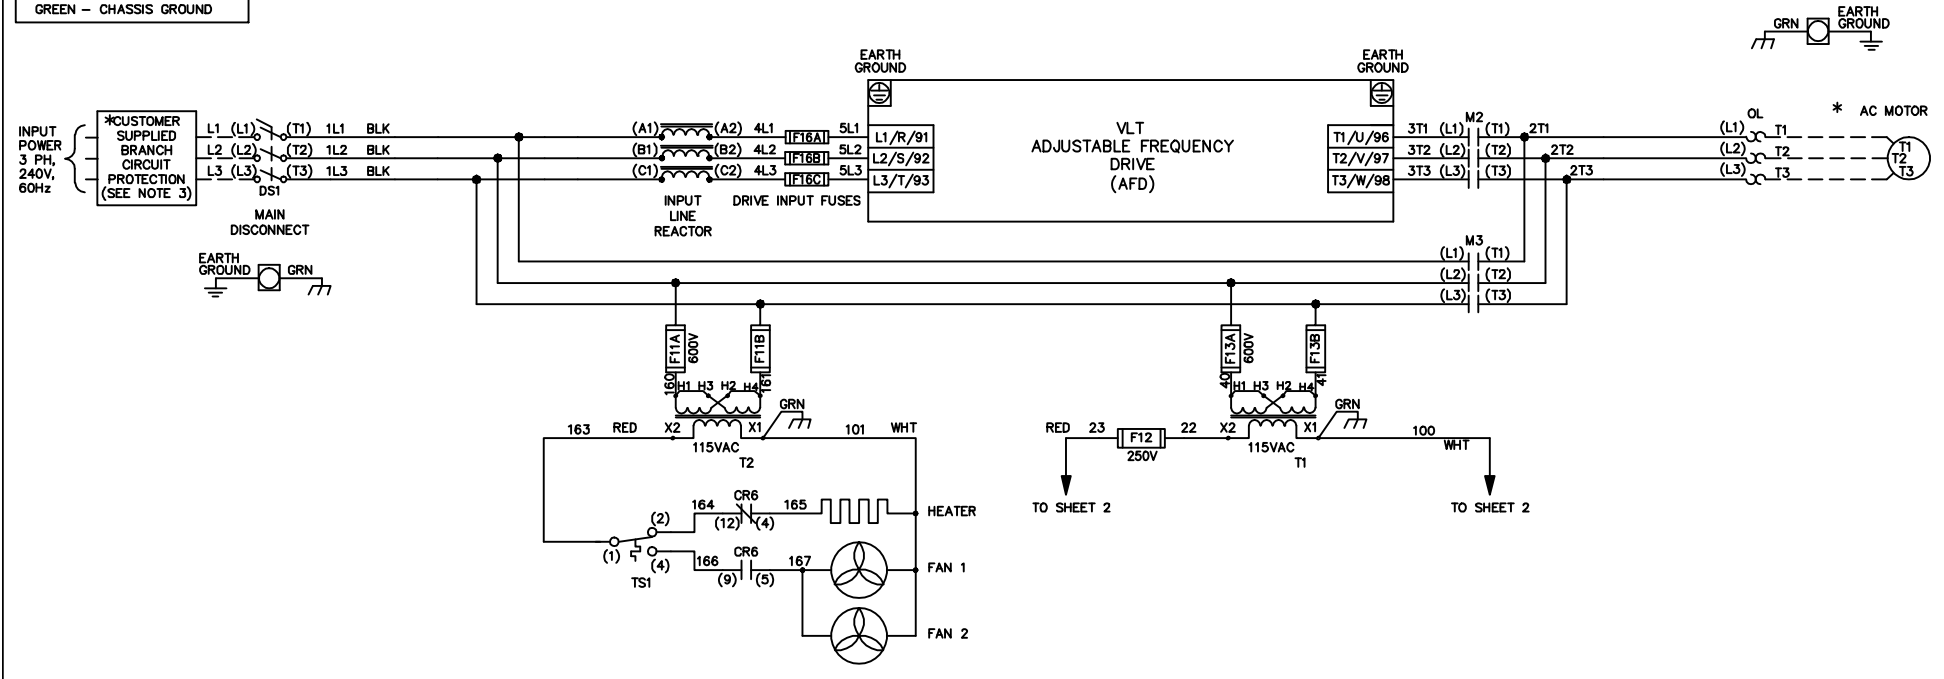 GREEN – CHASSIS GROUND
GRN
EARTH
GROUND
EARTH
GROUND
EARTH
GROUND
INPUT
POWER
3 PH,
240V,
60Hz
*CUSTOMER
SUPPLIED
BRANCH
CIRCUIT
PROTECTION
(SEE NOTE 3)
L1 (L1) (T1) 1L1 BLK
L2 (L2) (T2) 1L2 BLK
L3 (L3) (T3) 1L3 BLK
DS1
MAIN
DISCONNECT
EARTH
GROUND GRN
(A1) (A2) 4L1 F16A 5L1 L1/R/91
(B1) (B2) 4L2 F16B 5L2 L2/S/92
(C1) (C2) 4L3 F16C 5L3 L3/T/93
INPUT
LINE
REACTOR
DRIVE INPUT FUSES
VLT
ADJUSTABLE FREQUENCY
DRIVE
(AFD)
M2
T1/U/96 3T1 (L1) (T1) 2T1
T2/V/97 3T2 (L2) (T2) 2T2
T3/W/98 3T3 (L3) (T3) 2T3
OL
(L1) T1
(L2) T2
(L3) T3
* AC MOTOR
T1
T2
T3
M3
(L1) (T1)
(L2) (T2)
(L3) (T3)
F11A
600V
F11B
160
161
H1 H3 H2 H4
GRN
163 RED X2 X1 101 WHT
115VAC
T2
F13A
600V
F13B
40
41
H1 H3 H2 H4
GRN
RED 23 F12 22 X2 X1 100
WHT
250V
115VAC
T1
TO SHEET 2
TO SHEET 2
CR6
164 165
(12) (4)
HEATER
(2)
(1)
(4)
TS1
CR6
166 167
(9) (5)
FAN 1
FAN 2